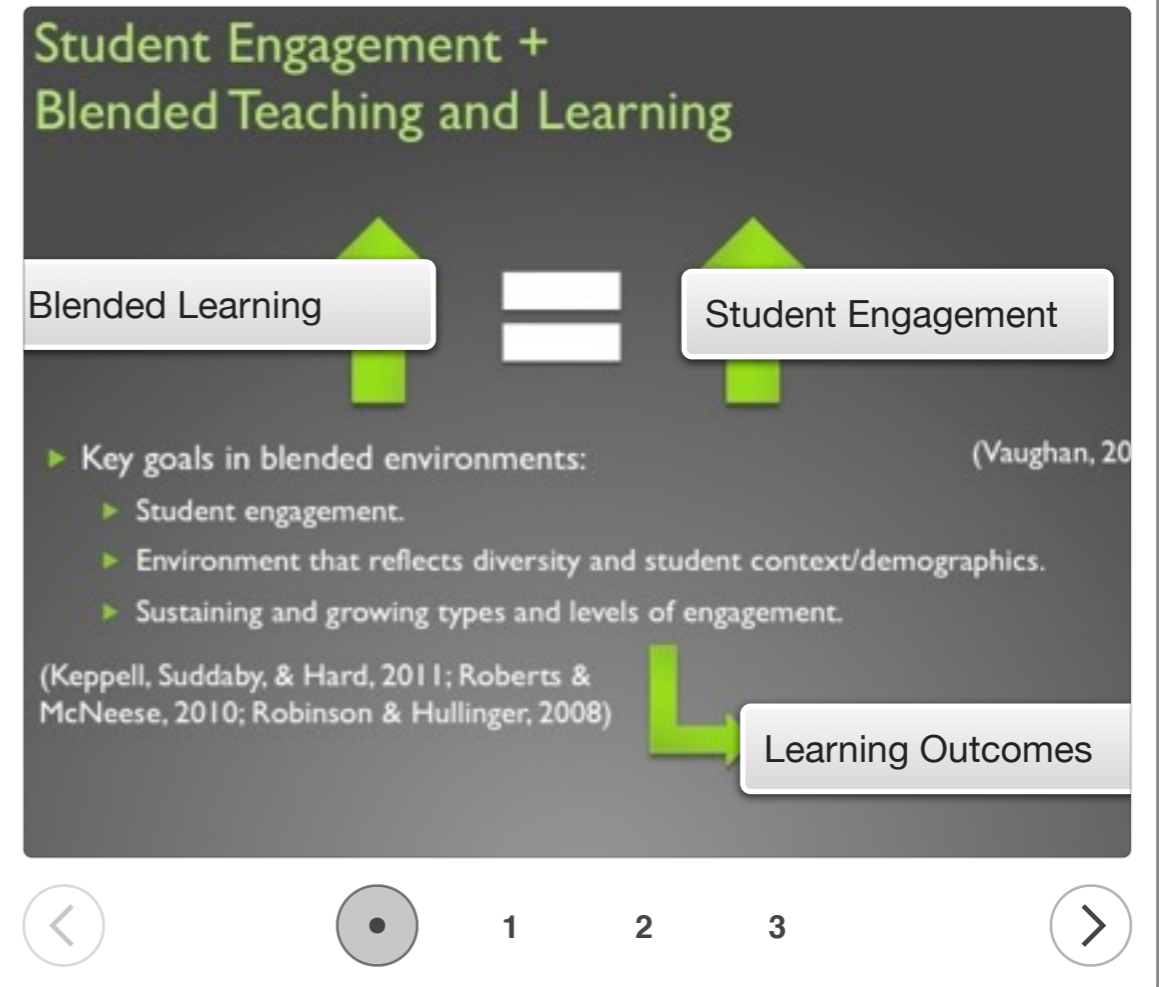 Student Engagement +
Blended Teaching and Learning
Blended Learning
Student Engagement
Key goals in blended environments:
(Vaughan, 20
Student engagement.
Environment that reflects diversity and student context/demographics.
Sustaining and growing types and levels of engagement.
(Keppell, Suddaby, & Hard, 2011; Roberts &
McNeese, 2010; Robinson & Hullinger, 2008)
Learning Outcomes
1 2 3